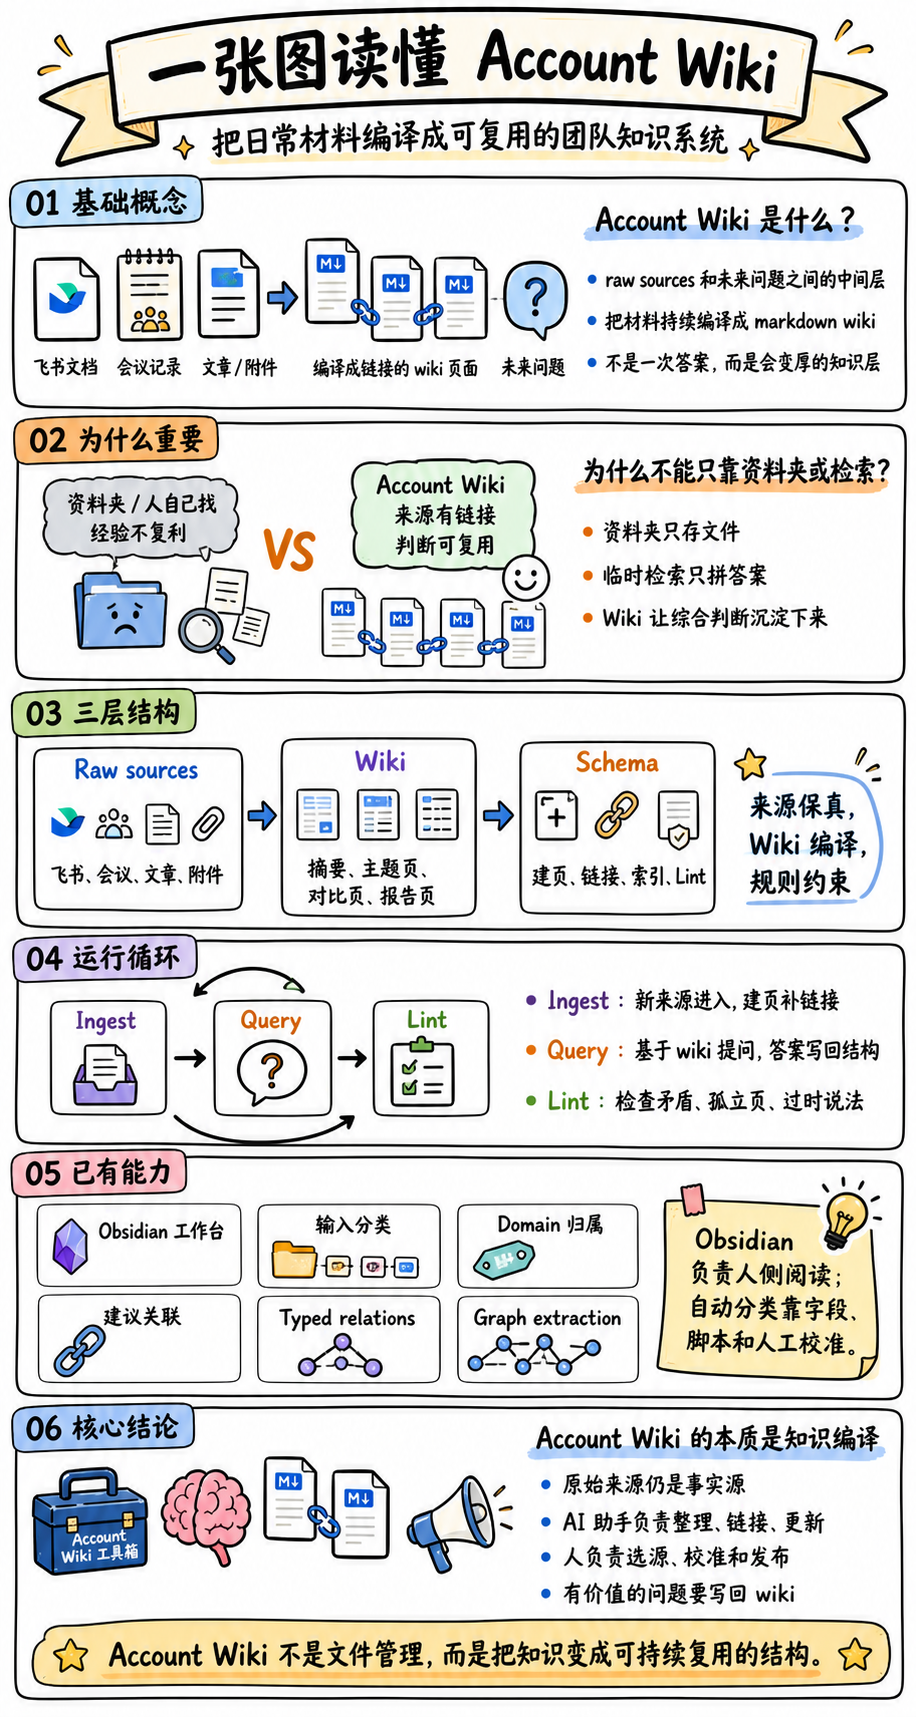 一张图读懂 Account Wiki
把日常材料编译成可复用的团队知识系统
01 基础概念
Account Wiki 是什么？
M↓
M↓
M↓
?
飞书文档
会议记录
文章 / 附件
编译成链接的 wiki 页面
未来问题
raw sources 和未来问题之间的中间层
把材料持续编译成 markdown wiki
不是一次答案，而是会变厚的知识层
02 为什么重要
资料夹 / 人自己找
经验不复利
VS
Account Wiki
来源有链接
判断可复用
M↓
M↓
M↓
M↓
为什么不能只靠资料夹或检索？
资料夹只存文件
临时检索只拼答案
Wiki 让综合判断沉淀下来
03 三层结构
Raw sources
飞书、会议、文章、附件
Wiki
摘要、主题页、
对比页、报告页
Schema
建页、链接、索引、Lint
来源保真，
Wiki 编译，
规则约束
04 运行循环
Ingest
Query
?
Lint
Ingest： 新来源进入，建页补链接
Query： 基于 wiki 提问，答案写回结构
Lint： 检查矛盾、孤立页、过时说法
05 已有能力
Obsidian 工作台
输入分类
Domain 归属
建议关联
Typed relations
Graph extraction
Obsidian
负责人侧阅读；
自动分类靠字段、
脚本和人工校准。
06 核心结论
Account
Wiki 工具箱
M↓
M↓
Account Wiki 的本质是知识编译
原始来源仍是事实源
AI 助手负责整理、链接、更新
人负责选源、校准和发布
有价值的问题要写回 wiki
Account Wiki 不是文件管理，而是把知识变成可持续复用的结构。